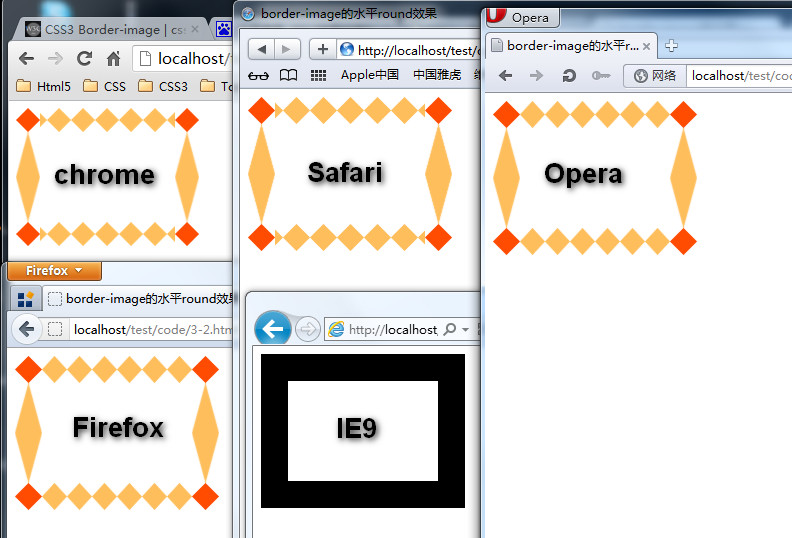 CSS3 Border-image | css
localhost/
Html5
CSS
CSS3
chrome
border-image的水平round效果
http://localhost/test/
Apple中国
中国雅虎
Safari
Opera
border-image的水平r...
网络
localhost/test/cod
Opera
Firefox
border-image的水平round效果
localhost/test/code/3-2.htm
Firefox
http://localhost,
IE9